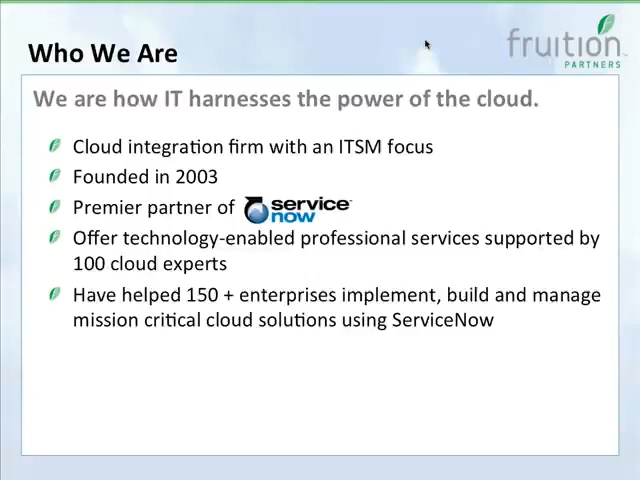 fruition
PARTNERS
Who We Are
We are how IT harnesses the power of the cloud.
Cloud integration firm with an ITSM focus
Founded in 2003
Premier partner of service now
Offer technology-enabled professional services supported by
100 cloud experts
Have helped 150 + enterprises implement, build and manage
mission critical cloud solutions using ServiceNow